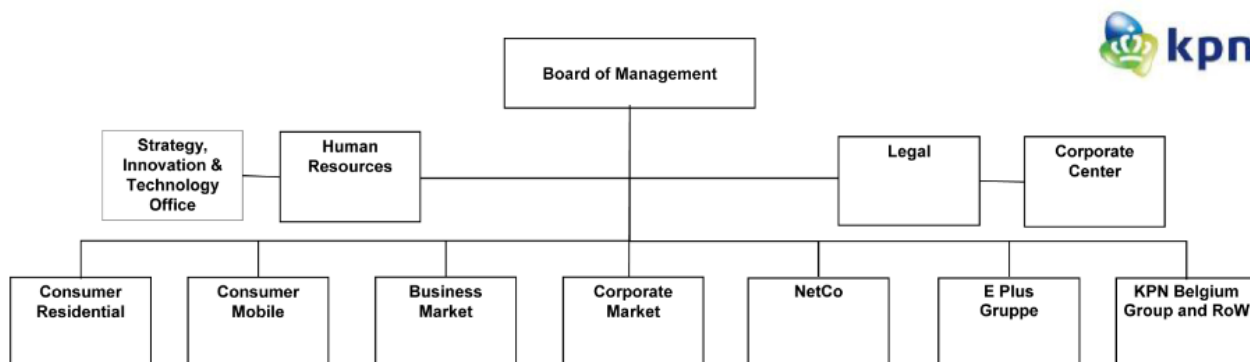 kpn
Board of Management
Strategy,
Innovation &
Technology
Office
Human
Resources
Legal
Corporate
Center
Consumer
Residential
Consumer
Mobile
Business
Market
Corporate
Market
NetCo
E Plus
Gruppe
KPN Belgium
Group and RoW